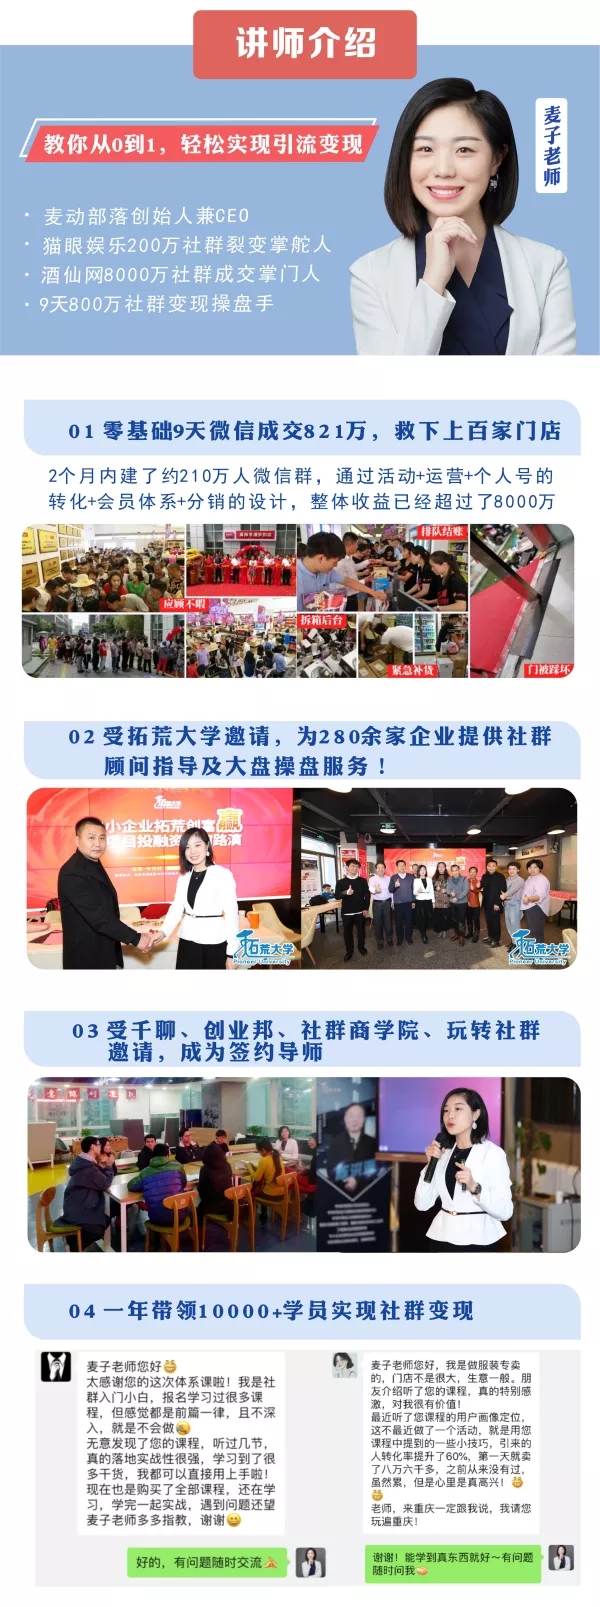 讲师介绍
教你从0到1，轻松实现引流变现
麦子老师
· 麦动部落创始人兼CEO
· 猫眼娱乐200万社群裂变掌舵人
· 酒仙网8000万社群成交掌门人
· 9天800万社群变现操盘手
01 零基础9天微信成交821万，救下上百家门店
2个月内建了约210万人微信群，通过活动+运营+个人号的
转化+会员体系+分销的设计，整体收益已经超过了8000万
应顾不暇
排队结账
拆箱后台
紧急补货
门被踩坏
02 受拓荒大学邀请，为280余家企业提供社群
顾问指导及大盘操盘服务！
小企业拓荒创富赢
拓荒大学
Pioneer University
拓荒大学
Pioneer University
03 受千聊、创业邦、社群商学院、玩转社群
邀请，成为签约导师
04 一年带领10000+学员实现社群变现
麦子老师您好
太感谢您的这次体系课啦！我是社
群入门小白，报名学习过很多课
程，但感觉都是前篇一律，且不深
入，就是不会做
无意发现了您的课程，听过几节，
真的落地实战性很强，学习到了很
多干货，我都可以直接用上手啦！
现在也是购买了全部课程，还在学
习，学完一起实战，遇到问题还望
麦子老师多多指教，谢谢
好的，有问题随时交流
麦子老师您好，我是做服装专卖
的，门店不是很大，生意一般。朋
友介绍听了您的课程，真的特别感
激，对我很有价值！
最近听了您课程的用户画像定位，
这不最近做了一个活动，就是用您
课程中提到的一些小技巧，引来的
人转化率提升了60%，第一天就卖
了八万六千多，之前从来没有过，
虽然累，但是心里是真高兴！
老师，来重庆一定跟我说，我请您
玩遍重庆！
谢谢！能学到真东西就好～有问题
随时问我